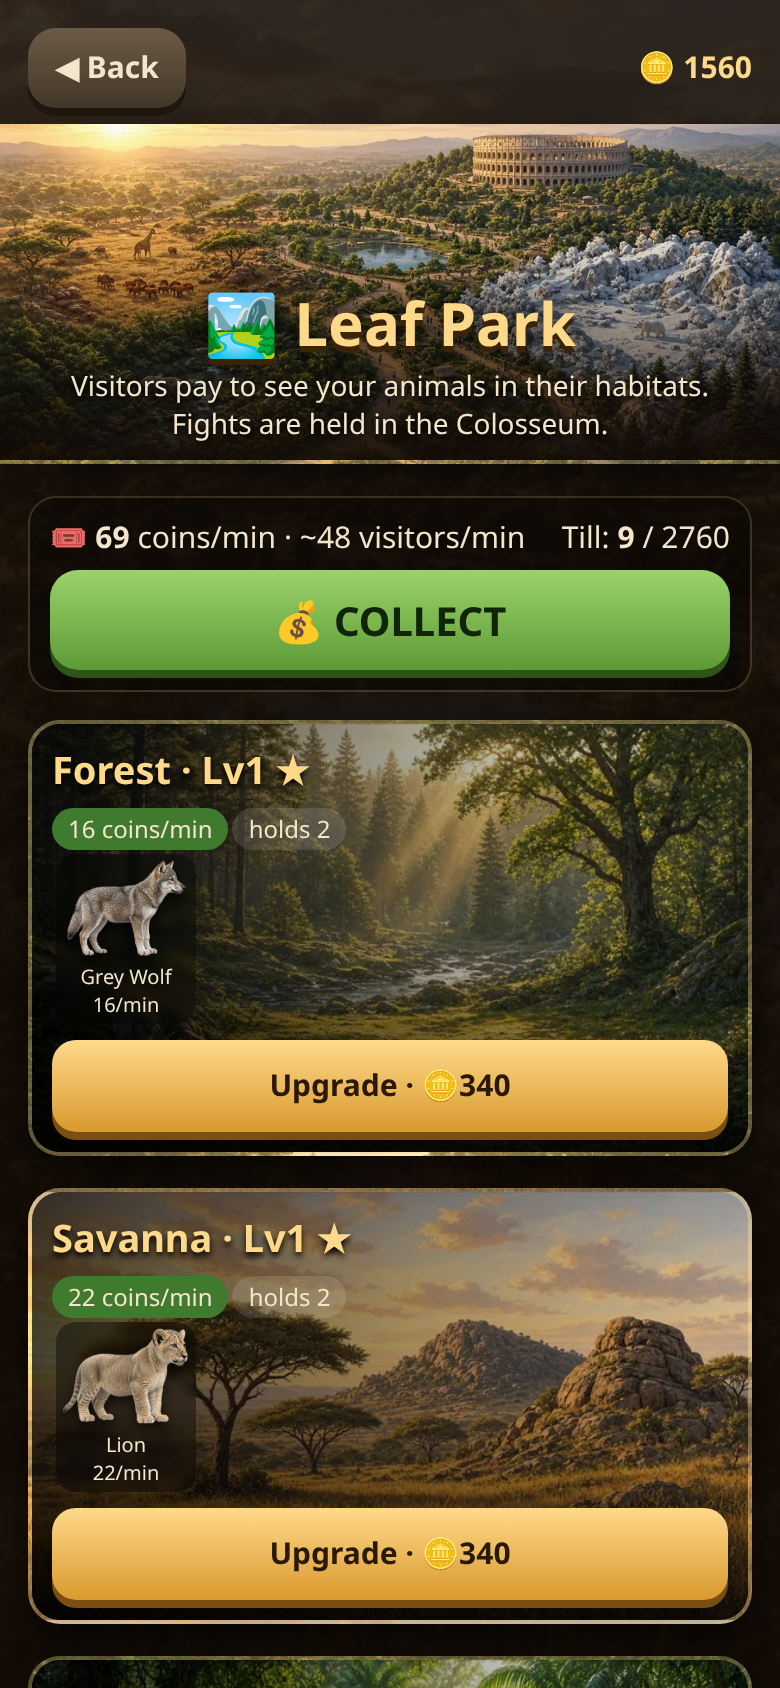 ◀ Back
1560
Leaf Park
Visitors pay to see your animals in their habitats.
Fights are held in the Colosseum.
69 coins/min · ~48 visitors/min
Till: 9 / 2760
COLLECT
Forest · Lv1 ★
16 coins/min
holds 2
Grey Wolf
16/min
Upgrade · 340
Savanna · Lv1 ★
22 coins/min
holds 2
Lion
22/min
Upgrade · 340